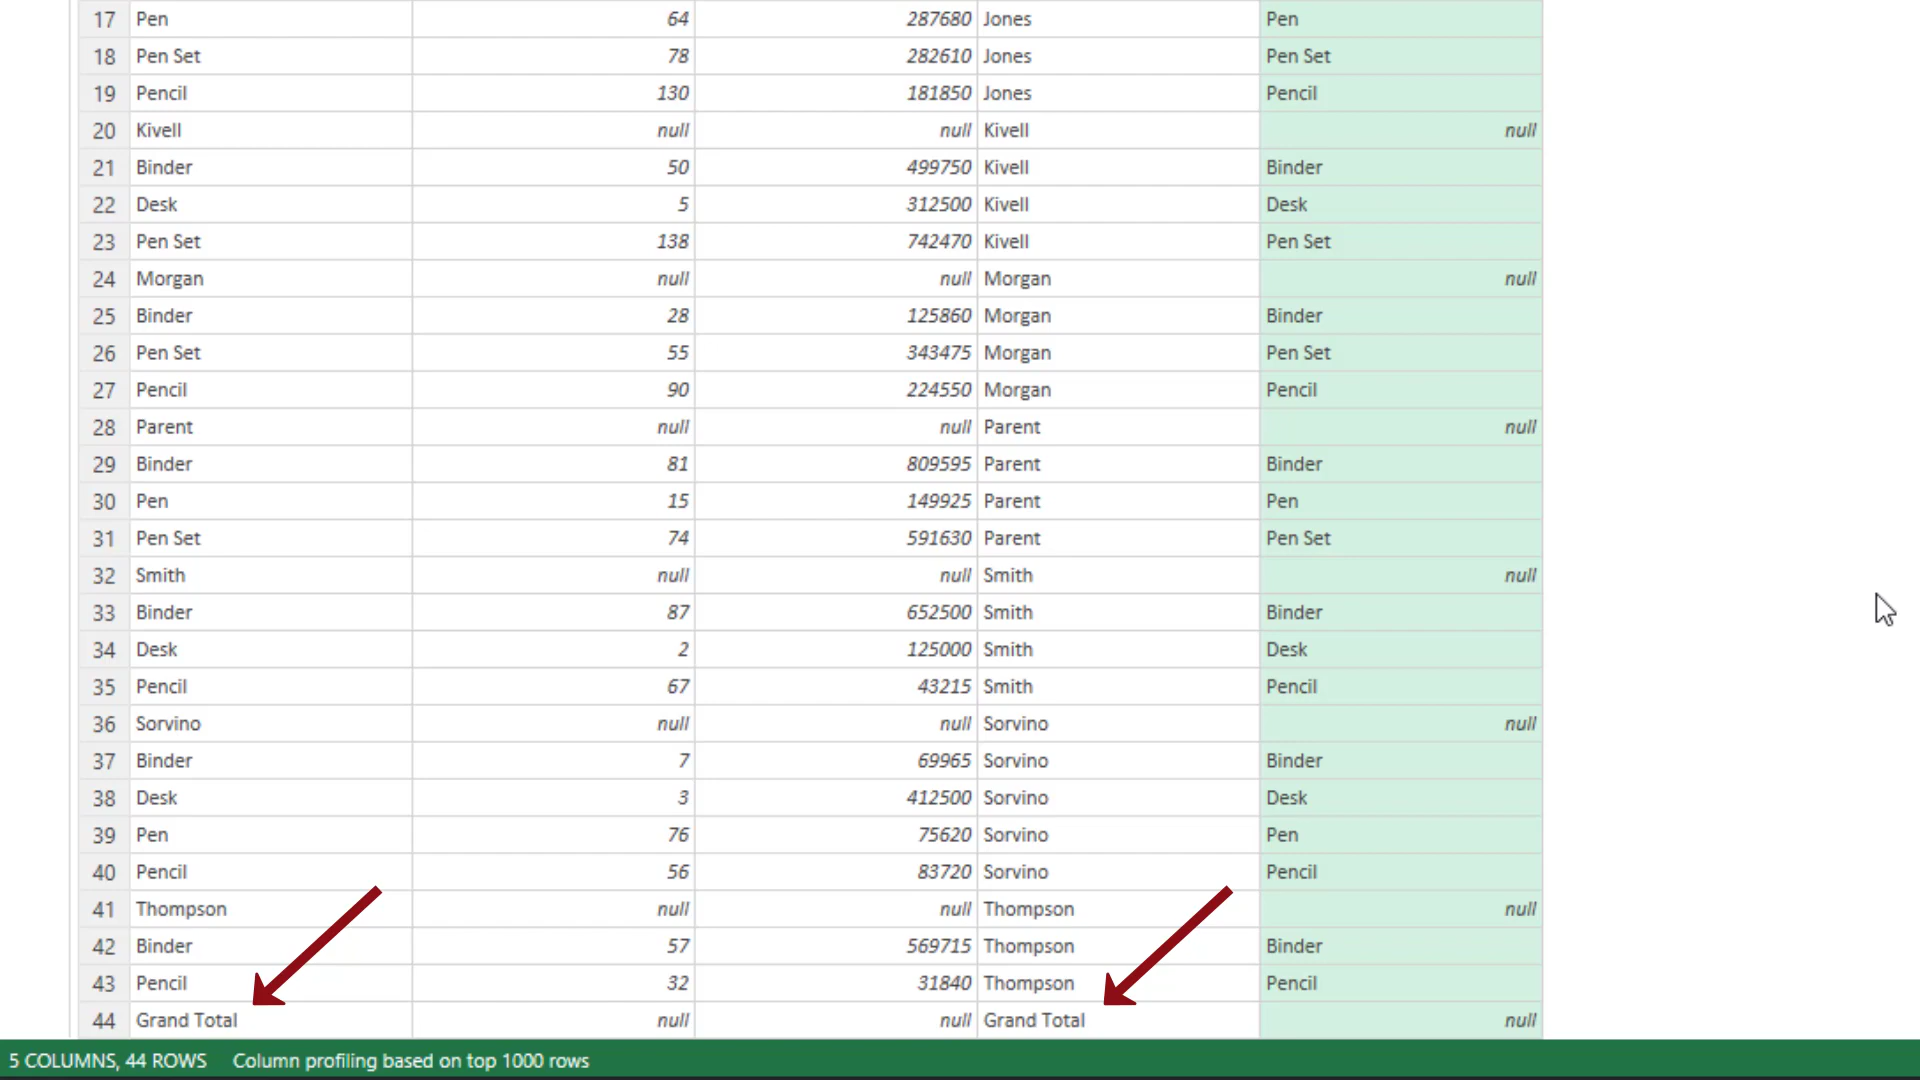 17 Pen 64 287680 Jones Pen
18 Pen Set 78 282610 Jones Pen Set
19 Pencil 130 181850 Jones Pencil
20 Kivell null null Kivell null
21 Binder 50 499750 Kivell Binder
22 Desk 5 312500 Kivell Desk
23 Pen Set 138 742470 Kivell Pen Set
24 Morgan null null Morgan null
25 Binder 28 125860 Morgan Binder
26 Pen Set 55 343475 Morgan Pen Set
27 Pencil 90 224550 Morgan Pencil
28 Parent null null Parent null
29 Binder 81 809595 Parent Binder
30 Pen 15 149925 Parent Pen
31 Pen Set 74 591630 Parent Pen Set
32 Smith null null Smith null
33 Binder 87 652500 Smith Binder
34 Desk 2 125000 Smith Desk
35 Pencil 67 43215 Smith Pencil
36 Sorvino null null Sorvino null
37 Binder 7 69965 Sorvino Binder
38 Desk 3 412500 Sorvino Desk
39 Pen 76 75620 Sorvino Pen
40 Pencil 56 83720 Sorvino Pencil
41 Thompson null null Thompson null
42 Binder 57 569715 Thompson Binder
43 Pencil 32 31840 Thompson Pencil
44 Grand Total null null Grand Total null
5 COLUMNS, 44 ROWS Column profiling based on top 1000 rows